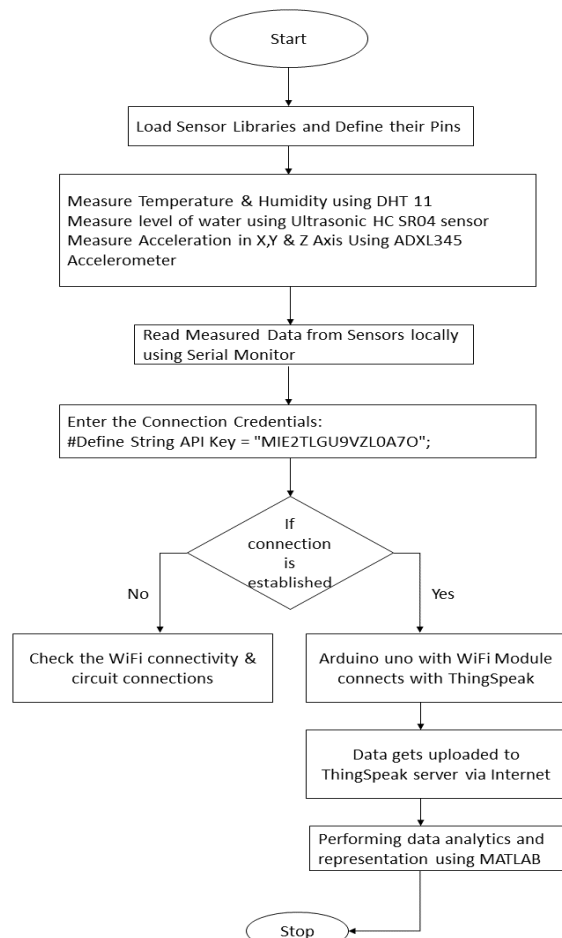 Start
Load Sensor Libraries and Define their Pins
Measure Temperature & Humidity using DHT 11
Measure level of water using Ultrasonic HC SR04 sensor
Measure Acceleration in X,Y & Z Axis Using ADXL345
Accelerometer
Read Measured Data from Sensors locally
using Serial Monitor
Enter the Connection Credentials:
#Define String API Key = "MIE2TLGU9VZL0A7O";
If
connection
is
established
No
Yes
Check the WiFi connectivity &
circuit connections
Arduino uno with WiFi Module
connects with ThingSpeak
Data gets uploaded to
ThingSpeak server via Internet
Performing data analytics and
representation using MATLAB
Stop